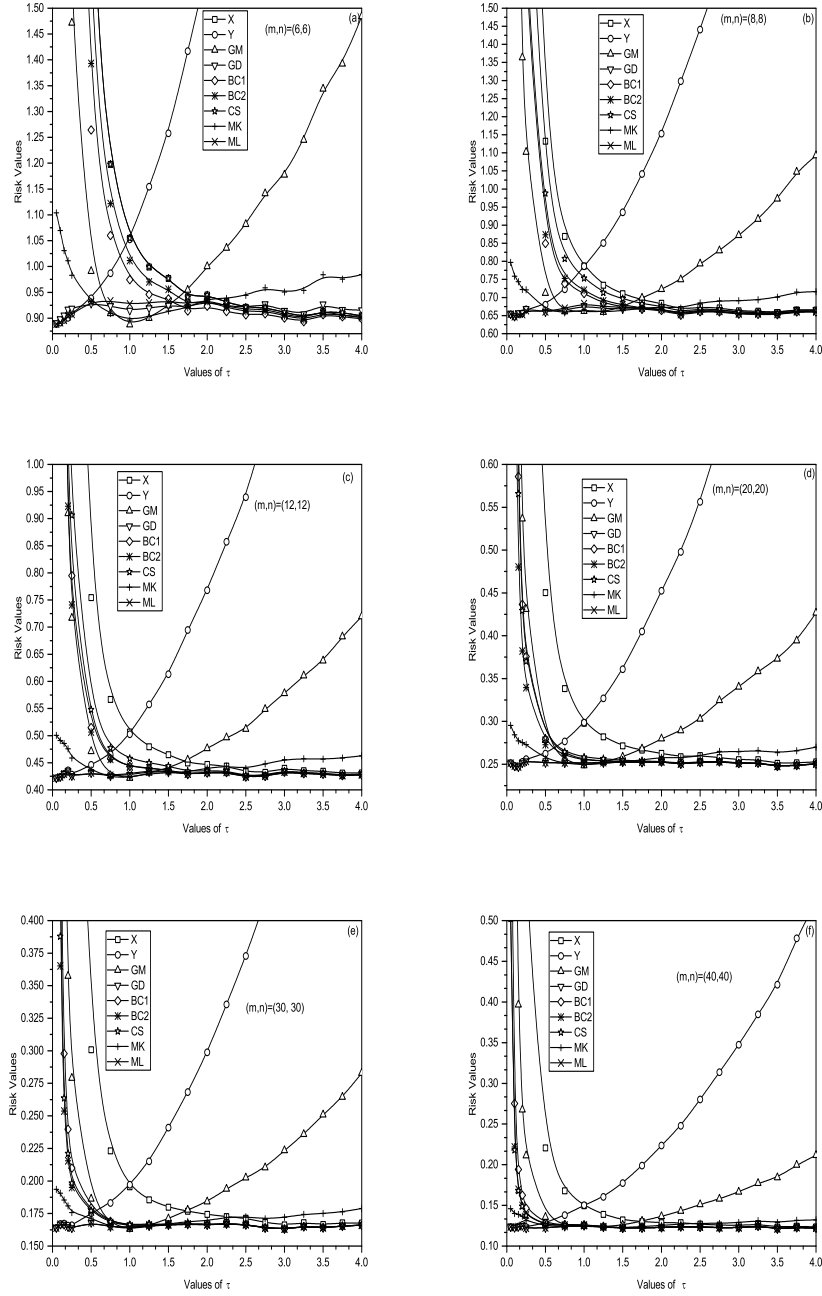 (a)
(m,n)=(6,6)
X
Y
GM
GD
BC1
BC2
CS
MK
ML
1.50
1.45
1.40
1.35
1.30
1.25
1.20
1.15
1.10
1.05
1.00
0.95
0.90
Risk Values
0.0 0.5 1.0 1.5 2.0 2.5 3.0 3.5 4.0
Values of τ
(b)
(m,n)=(8,8)
X
Y
GM
GD
BC1
BC2
CS
MK
ML
1.50
1.45
1.40
1.35
1.30
1.25
1.20
1.15
1.10
1.05
1.00
0.95
0.90
0.85
0.80
0.75
0.70
0.65
0.60
Risk Values
0.0 0.5 1.0 1.5 2.0 2.5 3.0 3.5 4.0
Values of τ
(c)
(m,n)=(12,12)
X
Y
GM
GD
BC1
BC2
CS
MK
ML
1.00
0.95
0.90
0.85
0.80
0.75
0.70
0.65
0.60
0.55
0.50
0.45
0.40
Risk Values
0.0 0.5 1.0 1.5 2.0 2.5 3.0 3.5 4.0
Values of τ
(d)
(m,n)=(20,20)
X
Y
GM
GD
BC1
BC2
CS
MK
ML
0.60
0.55
0.50
0.45
0.40
0.35
0.30
0.25
Risk Values
0.0 0.5 1.0 1.5 2.0 2.5 3.0 3.5 4.0
Values of τ
(e)
(m,n)=(30, 30)
X
Y
GM
GD
BC1
BC2
CS
MK
ML
0.400
0.375
0.350
0.325
0.300
0.275
0.250
0.225
0.200
0.175
0.150
Risk Values
0.0 0.5 1.0 1.5 2.0 2.5 3.0 3.5 4.0
Values of τ
(f)
(m,n)=(40,40)
X
Y
GM
GD
BC1
BC2
CS
MK
ML
0.50
0.45
0.40
0.35
0.30
0.25
0.20
0.15
0.10
Risk Values
0.0 0.5 1.0 1.5 2.0 2.5 3.0 3.5 4.0
Values of τ